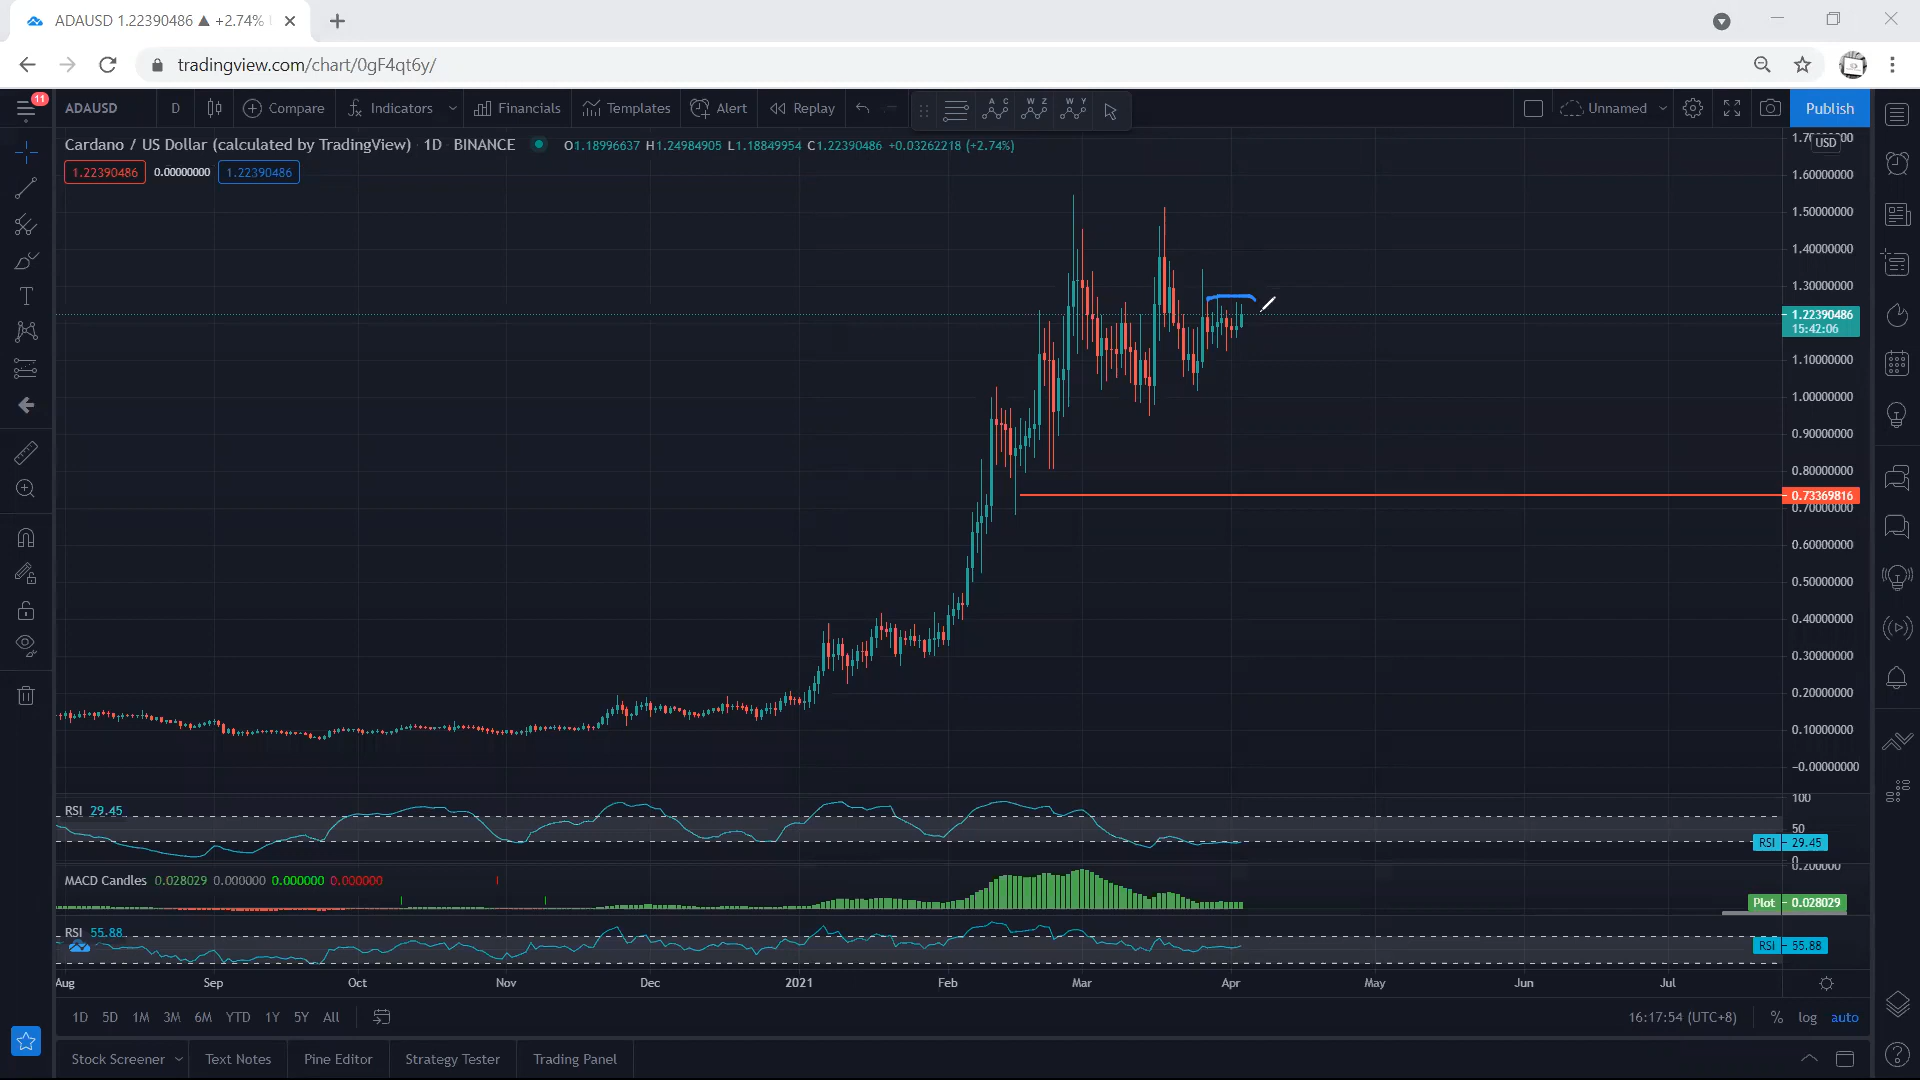 ADAUSD 1.22390486 ▲ +2.74%
tradingview.com/chart/0gF4qt6y/
11
ADAUSD D Compare Indicators Financials Templates Alert Replay A C W Z W Y Unnamed Publish
Cardano / US Dollar (calculated by TradingView) 1D BINANCE O1.18996637 H1.24984905 L1.18849954 C1.22390486 +0.03262218 (+2.74%)
1.22390486 0.00000000 1.22390486
USD
1.60000000
1.50000000
1.40000000
1.30000000
1.22390486
15:42:06
1.10000000
1.00000000
0.90000000
0.80000000
0.73369816
0.70000000
0.60000000
0.50000000
0.40000000
0.30000000
0.20000000
0.10000000
−0.00000000
RSI 29.45
100
50
RSI 29.45
0
0.200000
MACD Candles 0.028029 0.000000 0.000000 0.000000
Plot 0.028029
RSI 55.88
RSI 55.88
Aug Sep Oct Nov Dec 2021 Feb Mar Apr May Jun Jul
1D 5D 1M 3M 6M YTD 1Y 5Y All 16:17:54 (UTC+8) % log auto
Stock Screener Text Notes Pine Editor Strategy Tester Trading Panel